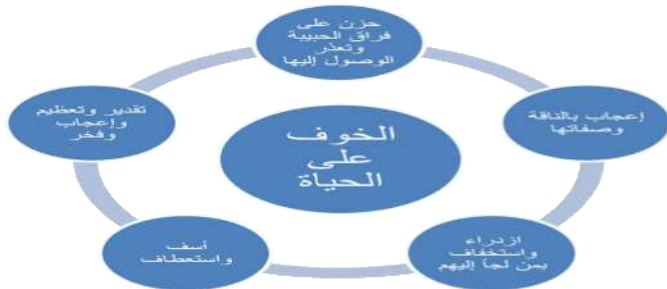 حزن على
فراق الحبيبة
وتعذر
الوصول إليها
إعجاب بالناقة
وصفاتها
ازدراء
واستخفاف
بمن لجأ إليهم
أسف
واستعطاف
تقدير وتعظيم
وإعجاب
وفخر
الخوف
على
الحياة